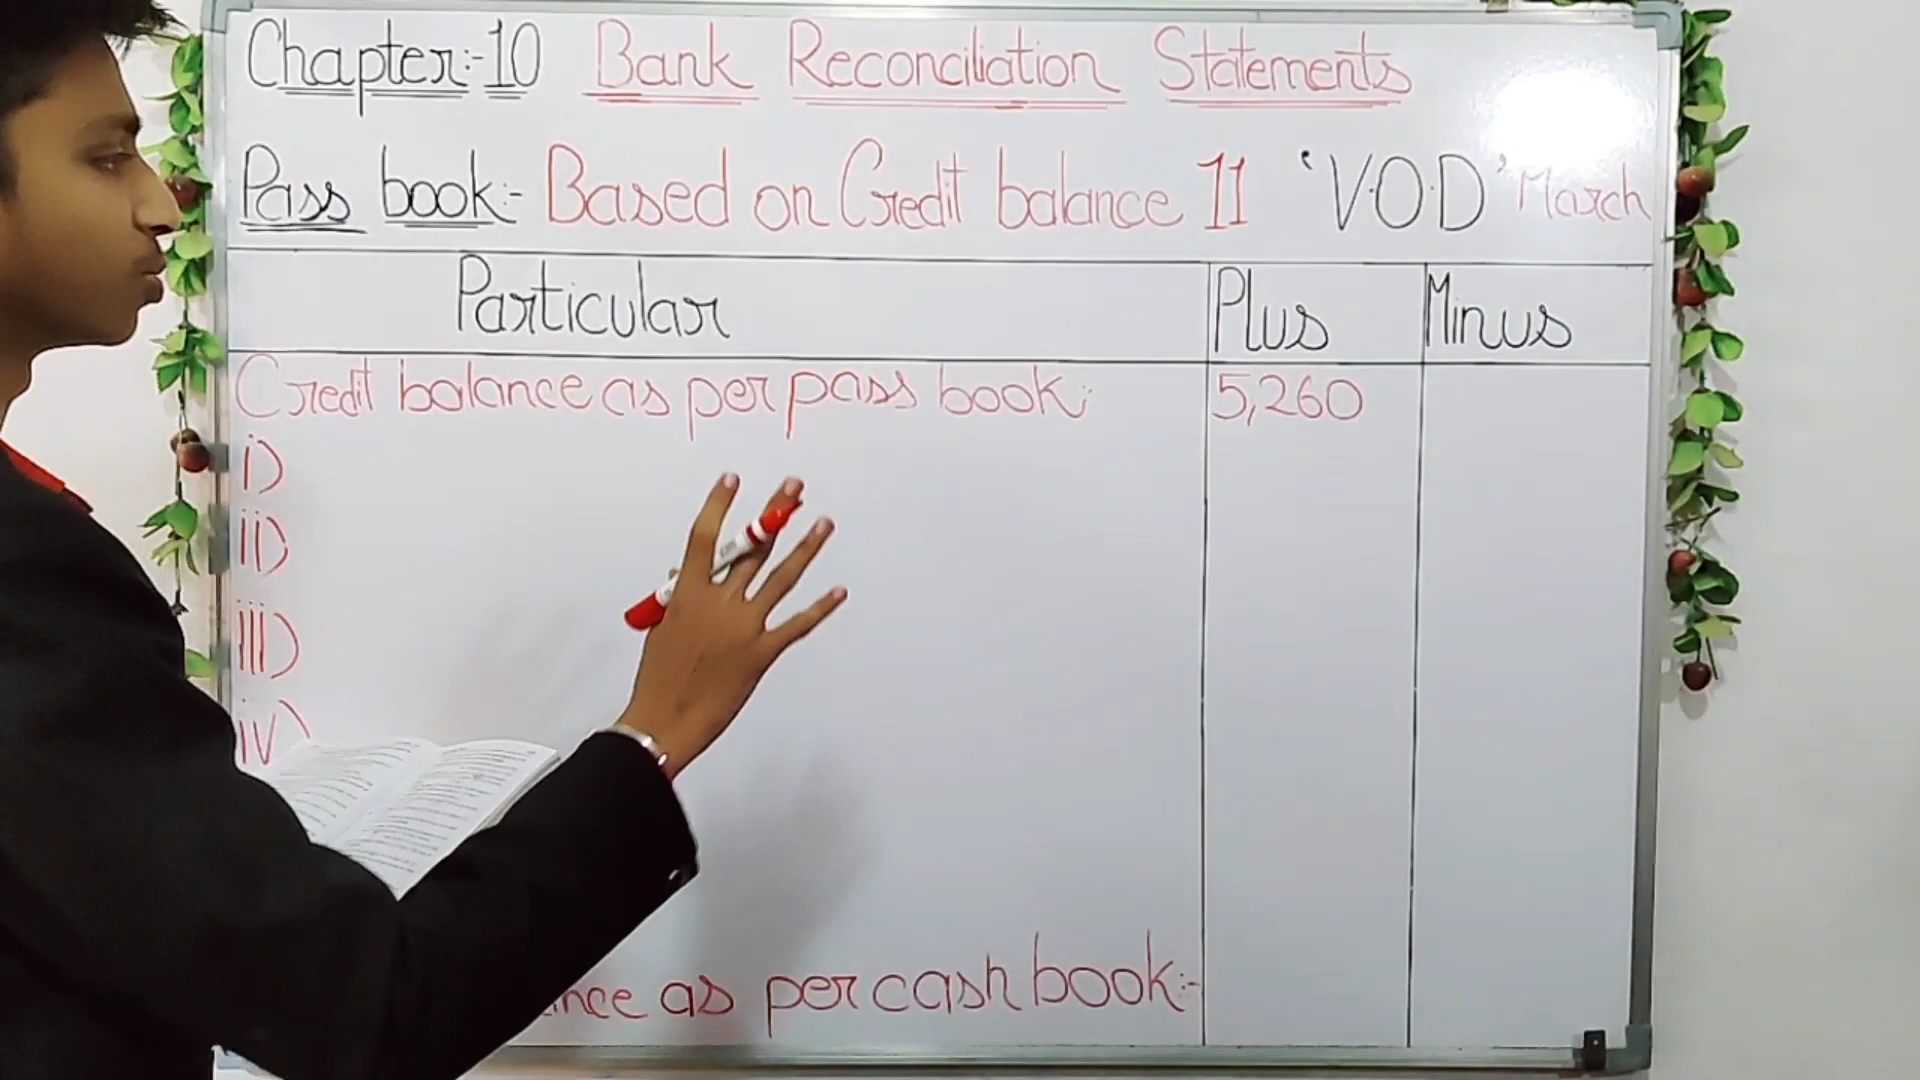 Chapter:-10 Bank Reconciliation Statements
Pass book:- Based on Credit balance 11 'V.O.D' March
Particular Plus Minus
Credit balance as per pass book:- 5,260
i)
ii)
iii)
iv)
as per cash book:-